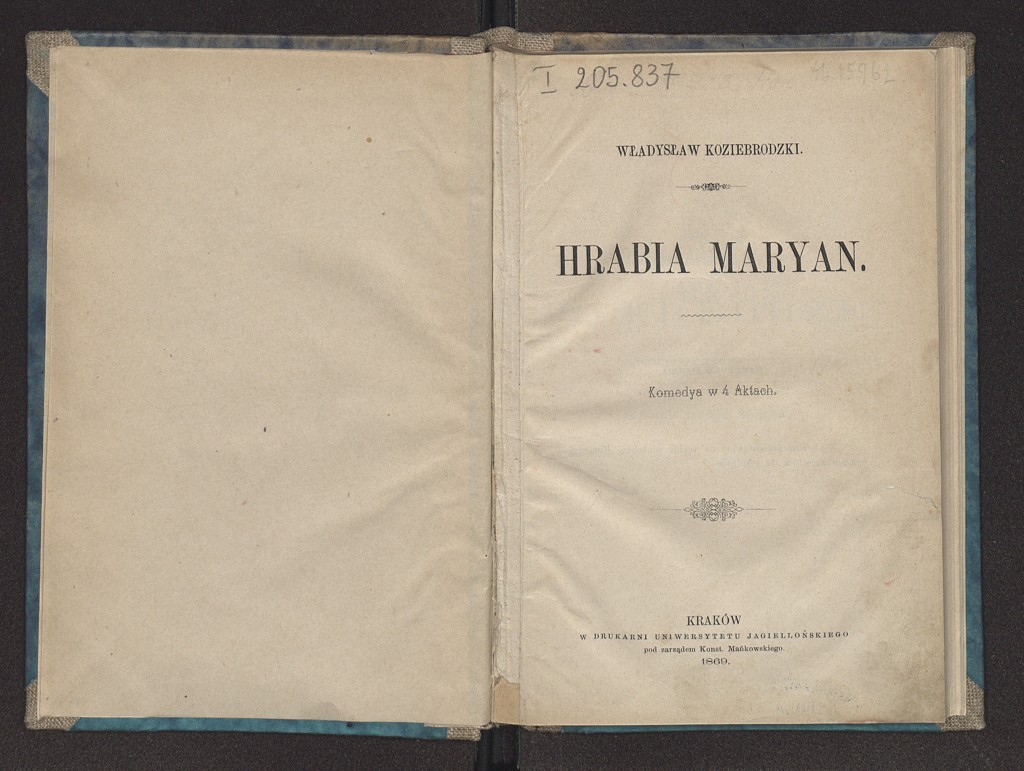 I 205.837
WŁADYSŁAW KOZIEBRODZKI.
HRABIA MARYAN.
Komedya w 4 Aktach.
KRAKÓW
W DRUKARNI UNIWERSYTETU JAGIELLOŃSKIEGO
pod zarządem Konst. Mańkowskiego.
1869.